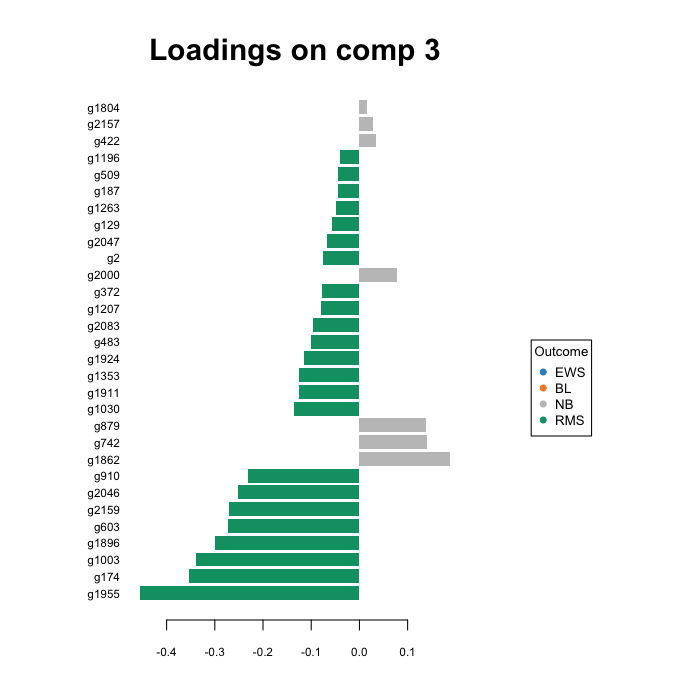 Loadings on comp 3
g1804
g2157
g422
g1196
g509
g187
g1263
g129
g2047
g2
g2000
g372
g1207
g2083
g483
g1924
g1353
g1911
g1030
g879
g742
g1862
g910
g2046
g2159
g603
g1896
g1003
g174
g1955
-0.4 -0.3 -0.2 -0.1 0.0 0.1
Outcome
EWS
BL
NB
RMS